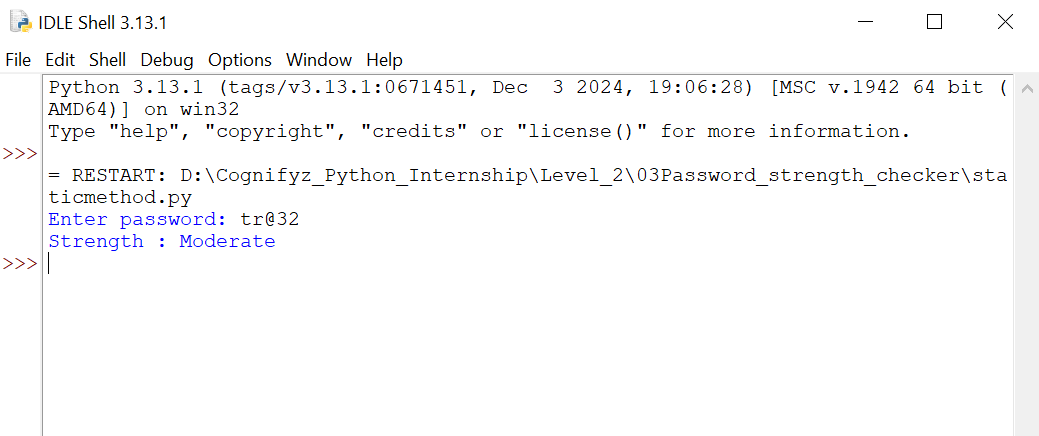 IDLE Shell 3.13.1
File Edit Shell Debug Options Window Help
Python 3.13.1 (tags/v3.13.1:0671451, Dec  3 2024, 19:06:28) [MSC v.1942 64 bit (
AMD64)] on win32
Type "help", "copyright", "credits" or "license()" for more information.
>>>
= RESTART: D:\Cognifyz_Python_Internship\Level_2\03Password_strength_checker\sta
ticmethod.py
Enter password: tr@32
Strength : Moderate
>>>